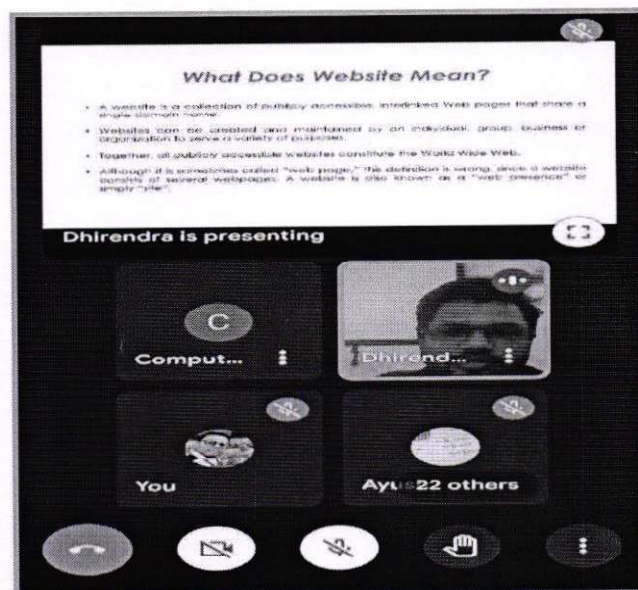 What Does Website Mean?
• A website is a collection of publicly accessible, interlinked Web pages that share a
single domain name.
• Websites can be created and maintained by an individual, group, business or
organization to serve a variety of purposes.
• Together, all publicly accessible websites constitute the World Wide Web.
• Although it is sometimes called "web page," this definition is wrong, since a website
consists of several webpages. A website is also known as a "web presence" or
simply "site".
Dhirendra is presenting
C
Comput...
Dhirend...
You
Ayus 22 others